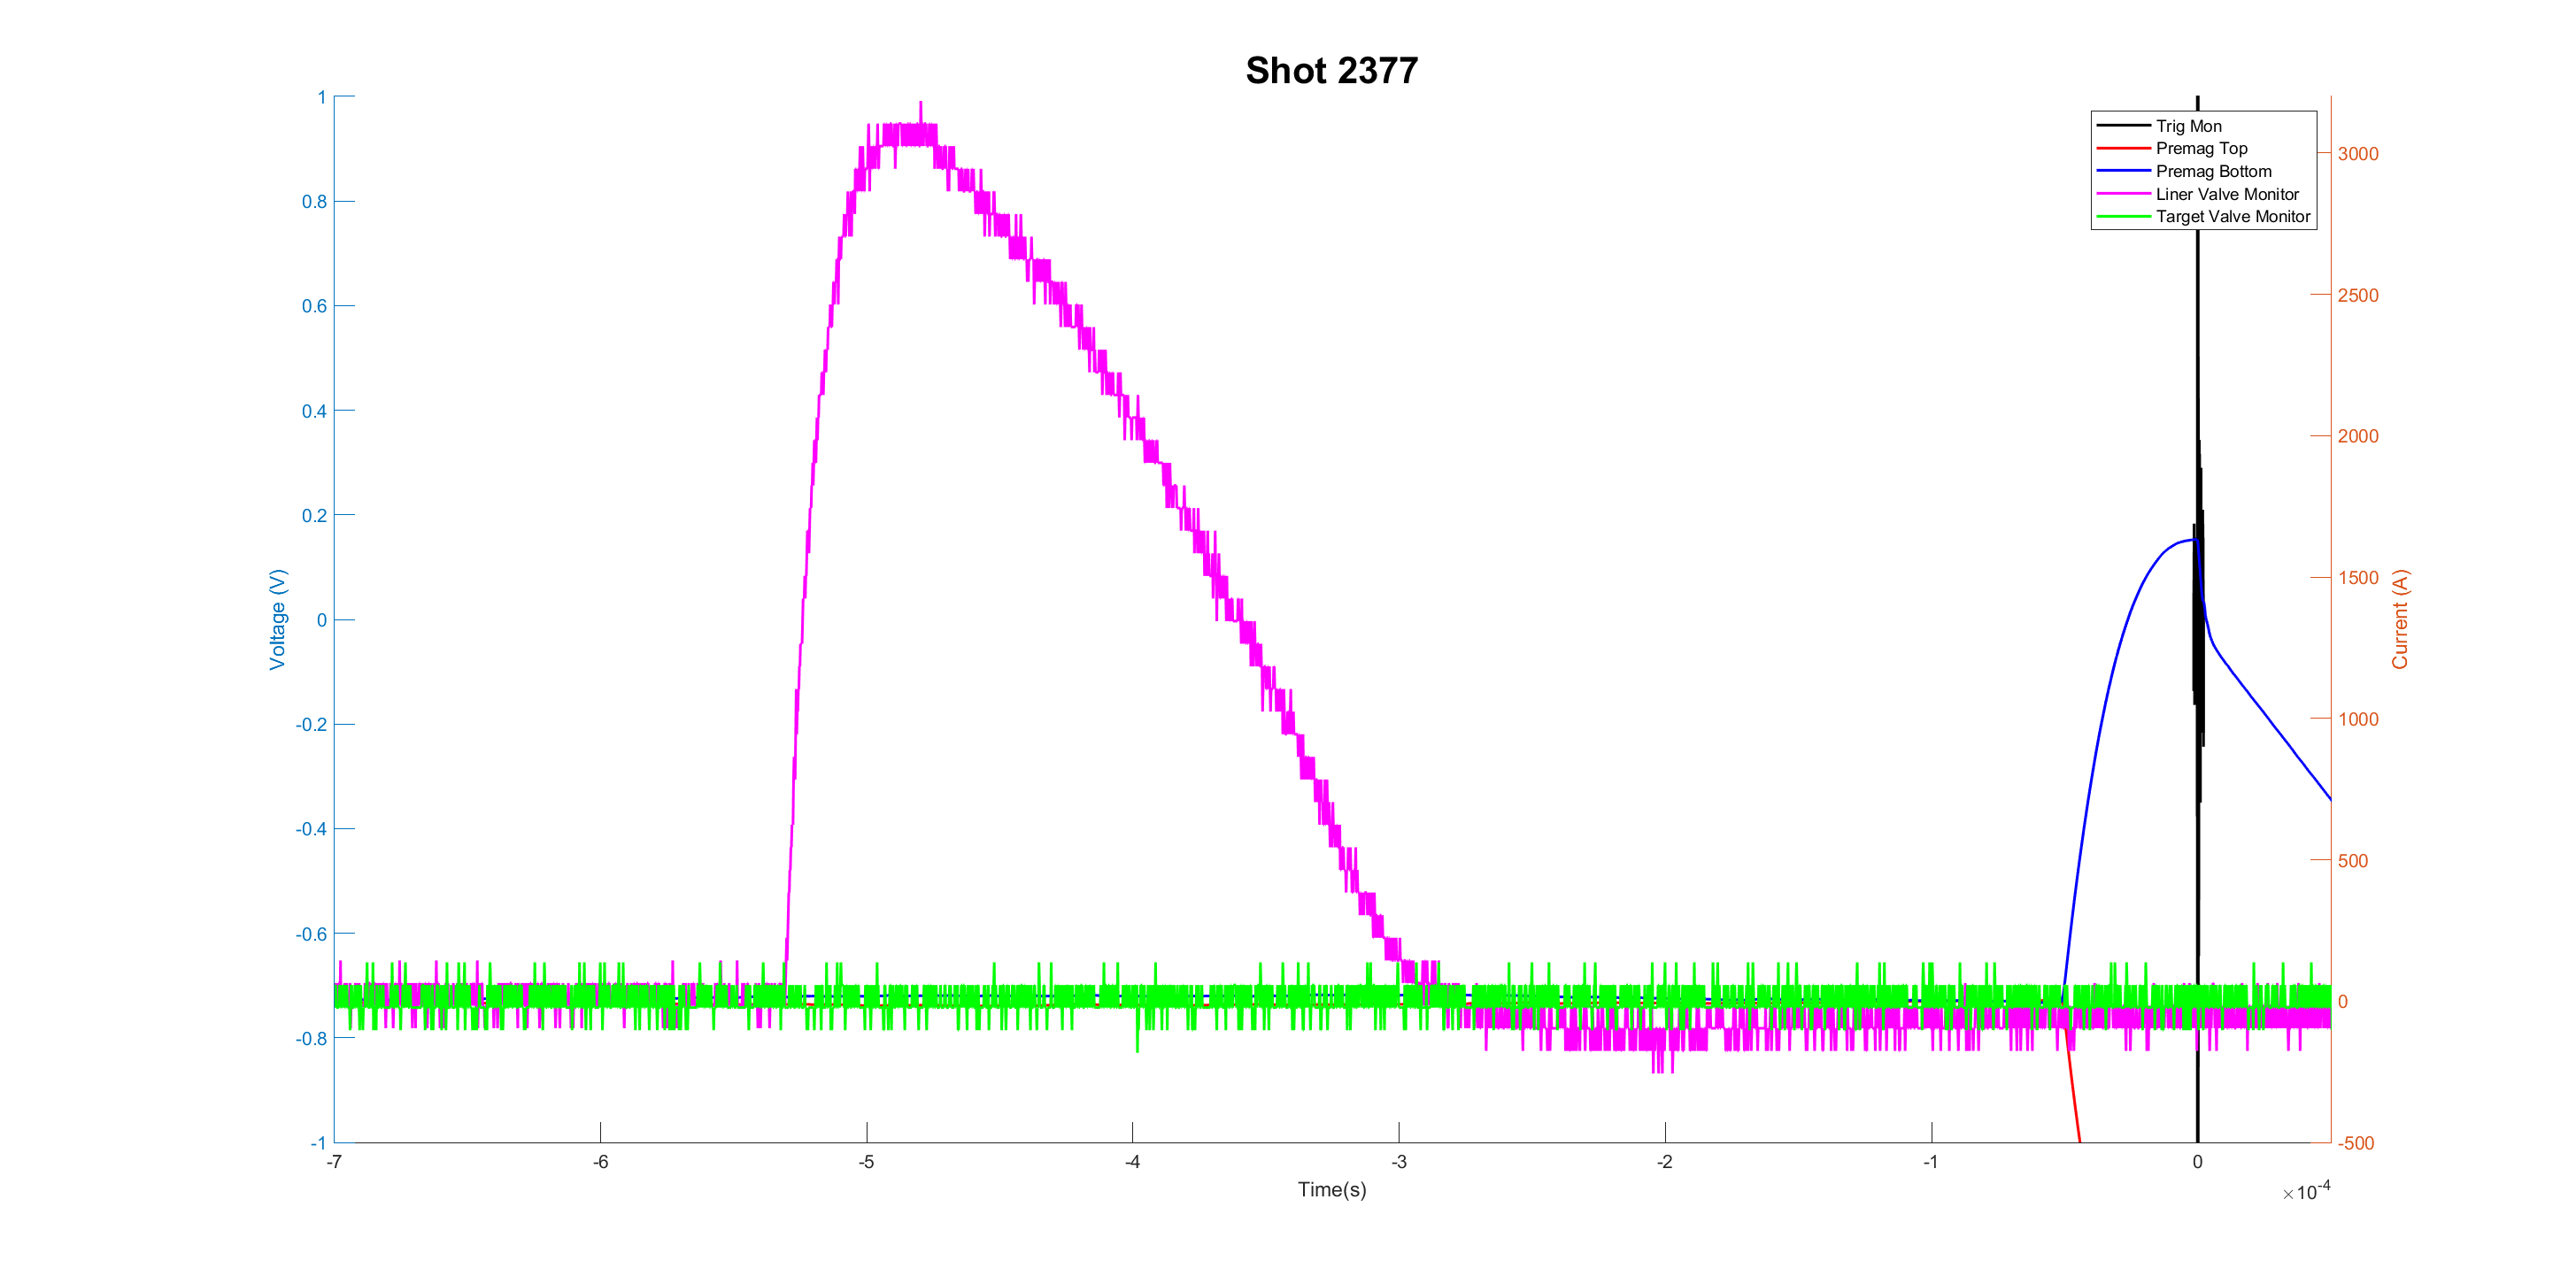 Shot 2377
1
0.8
0.6
0.4
0.2
0
-0.2
-0.4
-0.6
-0.8
-1
Voltage (V)
Trig Mon
Premag Top
Premag Bottom
Liner Valve Monitor
Target Valve Monitor
3000
2500
2000
1500
1000
500
0
-500
Current (A)
-7 -6 -5 -4 -3 -2 -1 0
Time(s)
×10-4